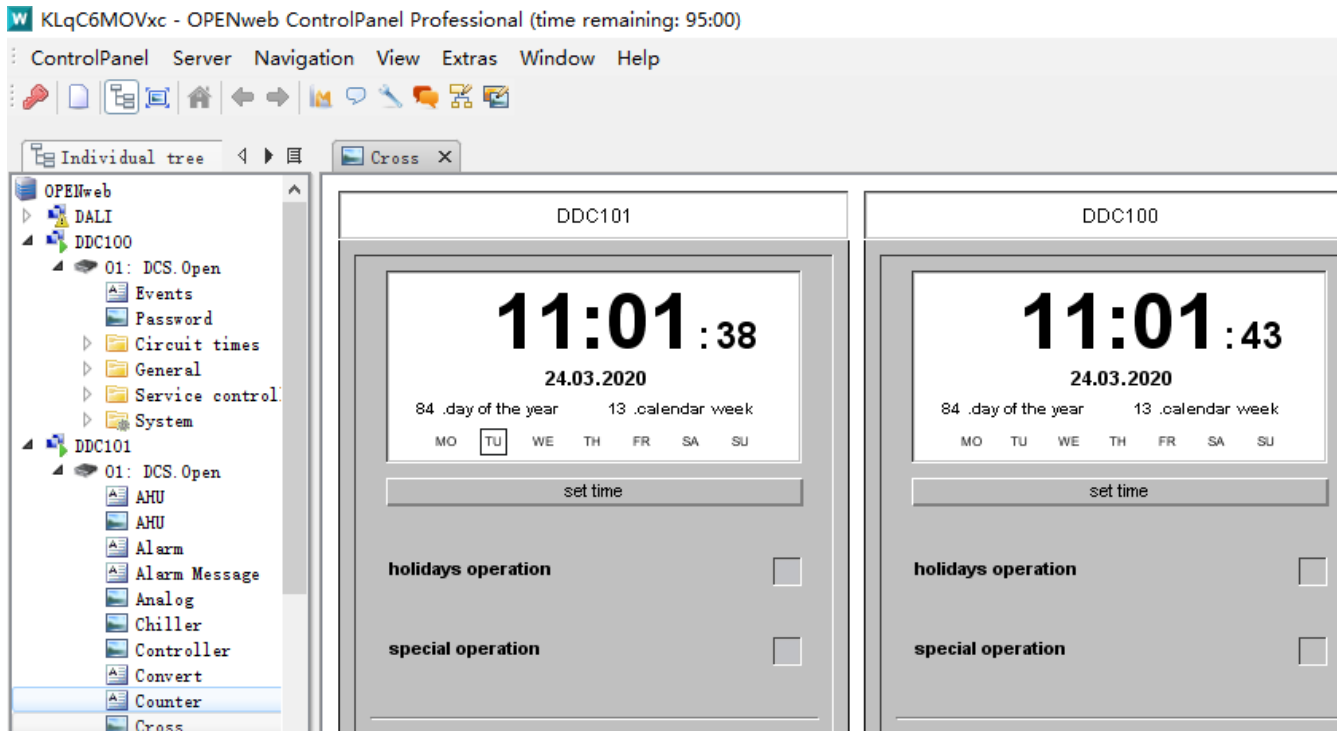 KLqC6MOVxc - OPENweb ControlPanel Professional (time remaining: 95:00)
ControlPanel Server Navigation View Extras Window Help
Individual tree
Cross
OPENweb
DALI
DDC100
01: DCS.Open
Events
Password
Circuit times
General
Service control
System
DDC101
01: DCS.Open
AHU
AHU
Alarm
Alarm Message
Analog
Chiller
Controller
Convert
Counter
Cross
DDC101
11:01:38
24.03.2020
84 .day of the year 13 .calendar week
MO TU WE TH FR SA SU
set time
holidays operation
special operation
DDC100
11:01:43
24.03.2020
84 .day of the year 13 .calendar week
MO TU WE TH FR SA SU
set time
holidays operation
special operation